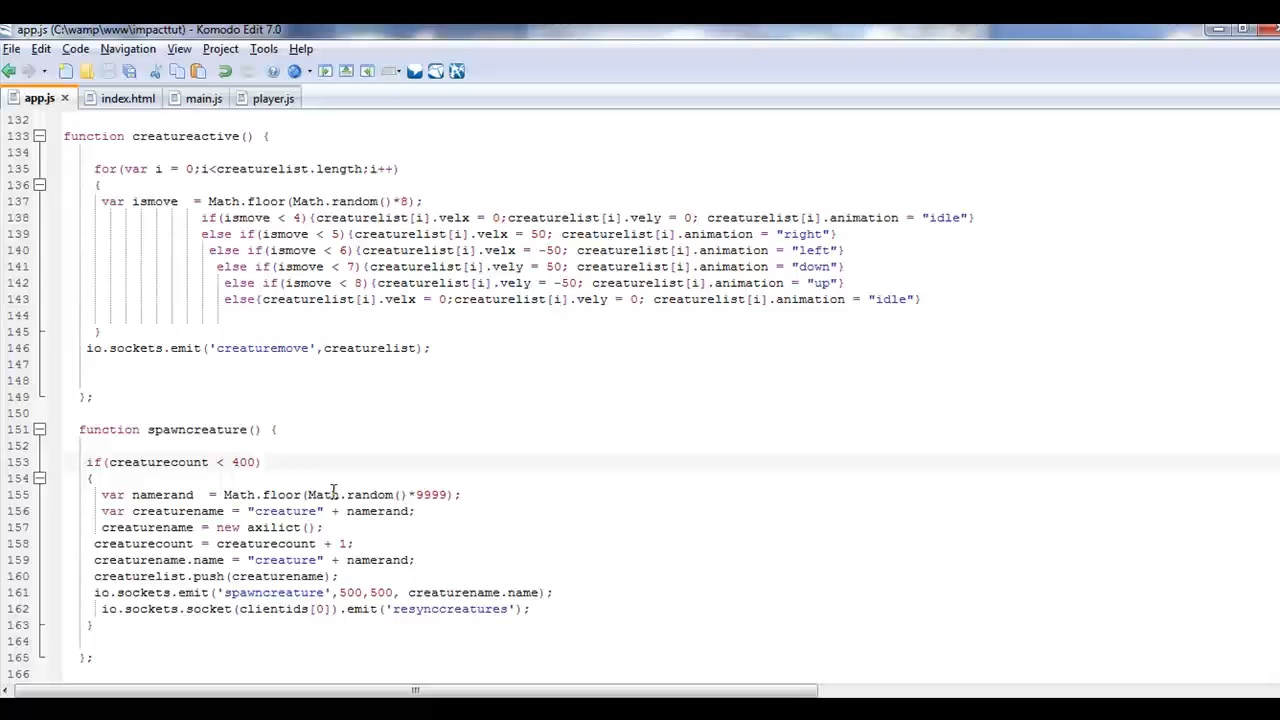 app.js (C:\wamp\www\impacttut) - Komodo Edit 7.0
File Edit Code Navigation View Project Tools Help
app.js index.html main.js player.js
132
133 function creatureactive() {
134
135 for(var i = 0;i<creaturelist.length;i++)
136 {
137 var ismove = Math.floor(Math.random()*8);
138 if(ismove < 4){creaturelist[i].velx = 0;creaturelist[i].vely = 0; creaturelist[i].animation = "idle"}
139 else if(ismove < 5){creaturelist[i].velx = 50; creaturelist[i].animation = "right"}
140 else if(ismove < 6){creaturelist[i].velx = -50; creaturelist[i].animation = "left"}
141 else if(ismove < 7){creaturelist[i].vely = 50; creaturelist[i].animation = "down"}
142 else if(ismove < 8){creaturelist[i].vely = -50; creaturelist[i].animation = "up"}
143 else{creaturelist[i].velx = 0;creaturelist[i].vely = 0; creaturelist[i].animation = "idle"}
144
145 }
146 io.sockets.emit('creaturemove',creaturelist);
147
148
149 };
150
151 function spawncreature() {
152
153 if(creaturecount < 400)
154 {
155 var namerand = Math.floor(Math.random()*9999);
156 var creaturename = "creature" + namerand;
157 creaturename = new axilict();
158 creaturecount = creaturecount + 1;
159 creaturename.name = "creature" + namerand;
160 creaturelist.push(creaturename);
161 io.sockets.emit('spawncreature',500,500, creaturename.name);
162 io.sockets.socket(clientids[0]).emit('resynccreatures');
163 }
164
165 };
166